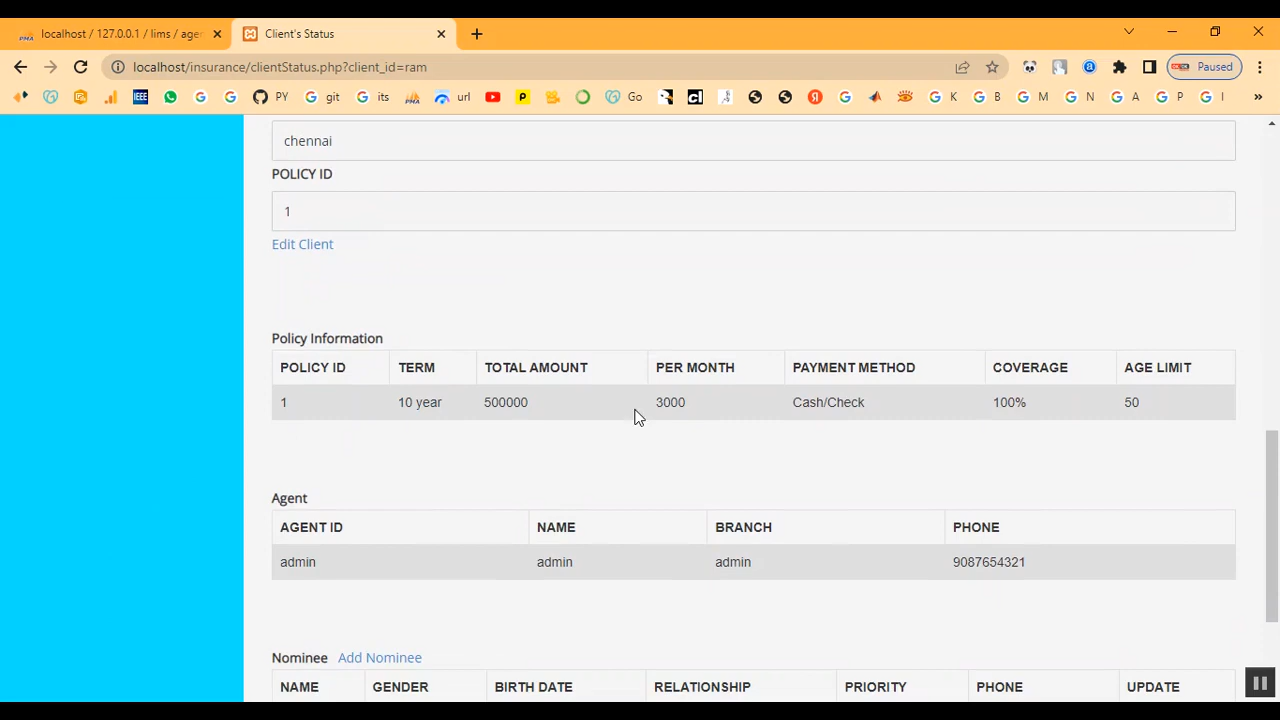 localhost / 127.0.0.1 / lims / age
Client's Status
localhost/insurance/clientStatus.php?client_id=ram
Paused
PY git its url Go K B M N A P I »
chennai
POLICY ID
1
Edit Client
Policy Information
POLICY ID TERM TOTAL AMOUNT PER MONTH PAYMENT METHOD COVERAGE AGE LIMIT
1 10 year 500000 3000 Cash/Check 100% 50
Agent
AGENT ID NAME BRANCH PHONE
admin admin admin 9087654321
Nominee Add Nominee
NAME GENDER BIRTH DATE RELATIONSHIP PRIORITY PHONE UPDATE